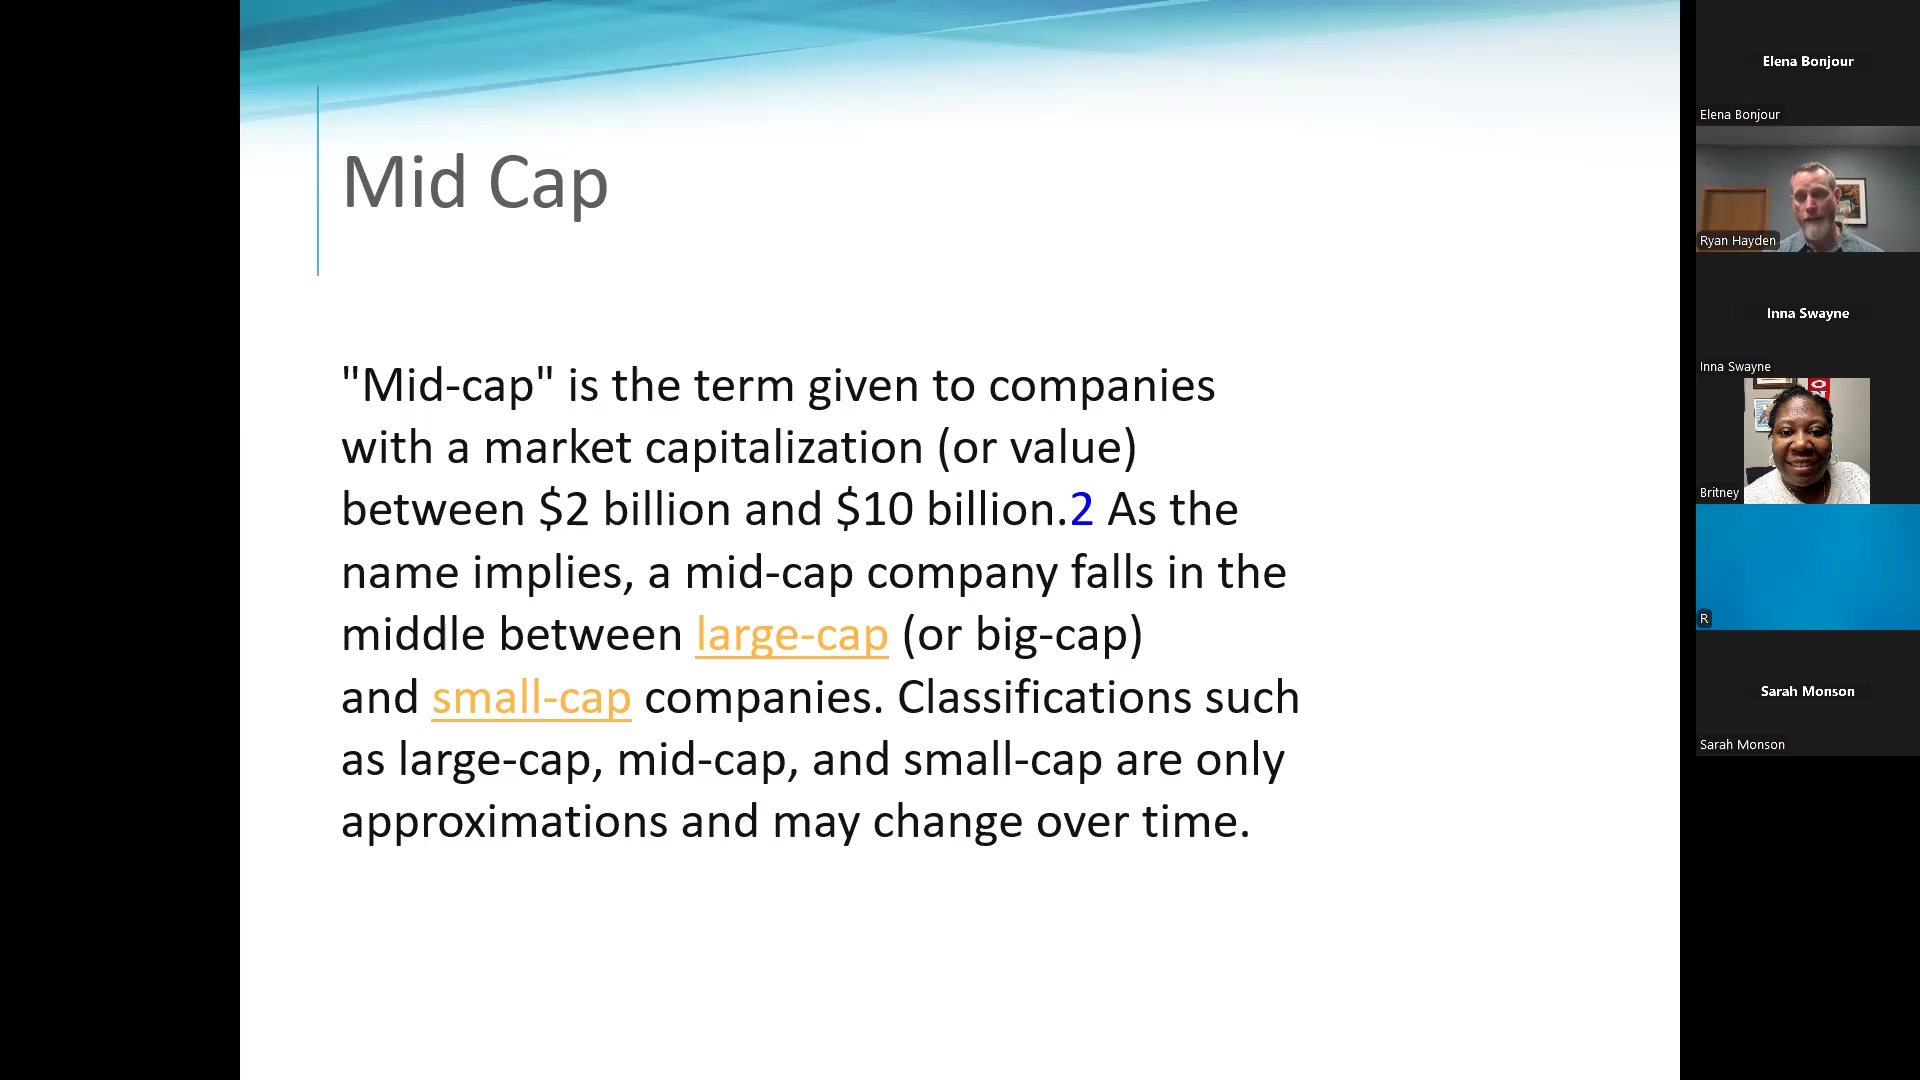 Mid Cap
"Mid-cap" is the term given to companies
with a market capitalization (or value)
between $2 billion and $10 billion.2 As the
name implies, a mid-cap company falls in the
middle between large-cap (or big-cap)
and small-cap companies. Classifications such
as large-cap, mid-cap, and small-cap are only
approximations and may change over time.
Elena Bonjour
Elena Bonjour
Ryan Hayden
Inna Swayne
Inna Swayne
Britney
R
Sarah Monson
Sarah Monson